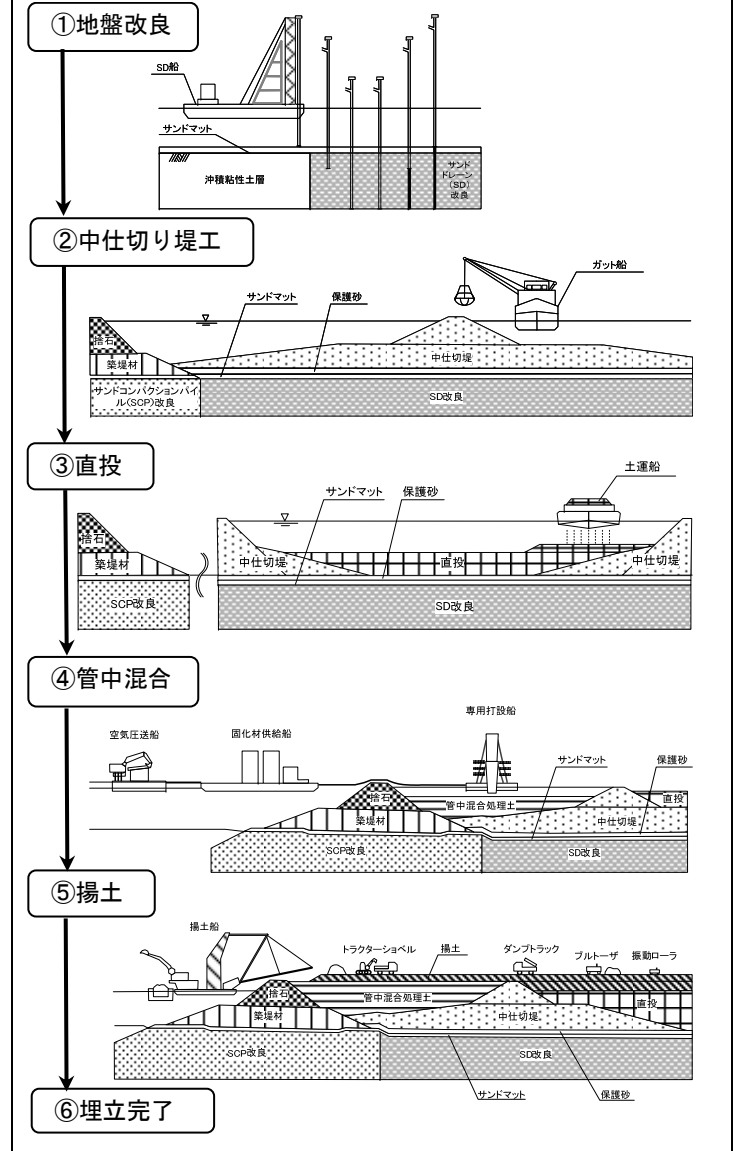 ①地盤改良
SD船
サンドマット
沖積粘性土層
サンド
ドレーン
(SD)
改良
②中仕切り堤工
ガット船
サンドマット
保護砂
捨石
築堤材
中仕切堤
サンドコンパクションパイ
ル(SCP)改良
SD改良
③直投
土運船
サンドマット
保護砂
捨石
築堤材
中仕切堤
直投
中仕切堤
SCP改良
SD改良
④管中混合
専用打設船
空気圧送船
固化材供給船
サンドマット
保護砂
捨石
管中混合処理土
直投
築堤材
中仕切堤
SCP改良
SD改良
⑤揚土
揚土船
トラクターショベル
揚土
ダンプトラック
ブルトーザ
振動ローラ
捨石
管中混合処理土
直投
築堤材
中仕切堤
SCP改良
SD改良
サンドマット
保護砂
⑥埋立完了